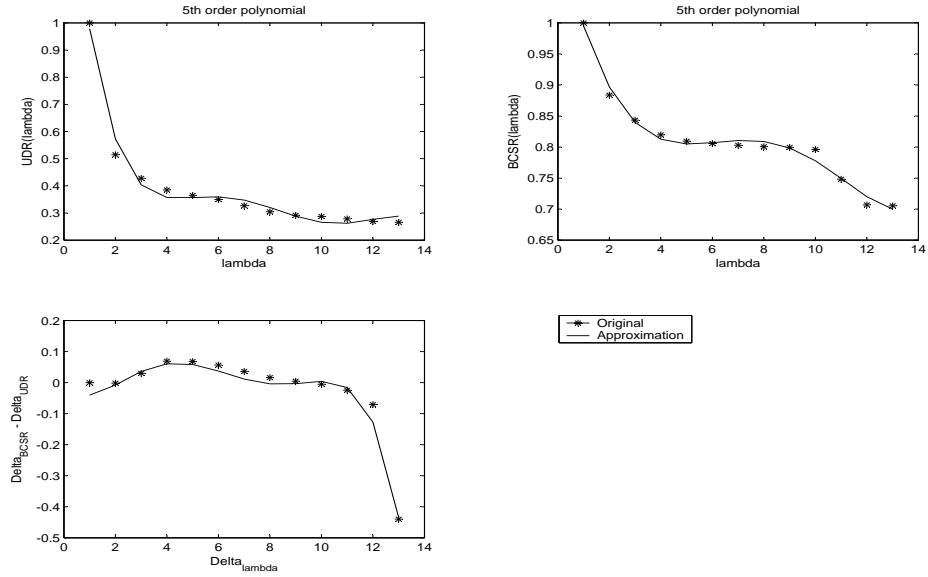 5th order polynomial
1
0.9
0.8
0.7
0.6
0.5
0.4
0.3
0.2
UDR(lambda)
0 2 4 6 8 10 12 14
lambda
5th order polynomial
1
0.95
0.9
0.85
0.8
0.75
0.7
0.65
BCSR(lambda)
0 2 4 6 8 10 12 14
lambda
0.2
0.1
0
-0.1
-0.2
-0.3
-0.4
-0.5
Delta_BCSR - Delta_UDR
0 2 4 6 8 10 12 14
Delta_lambda
Original
Approximation